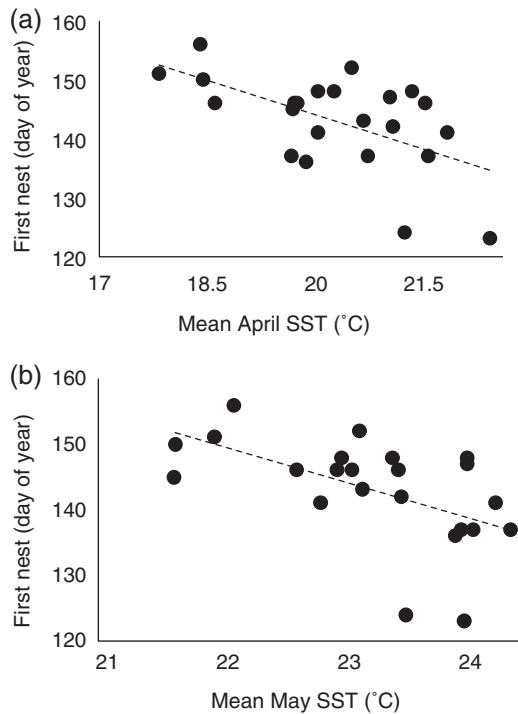 (a)
160
150
140
130
120
First nest (day of year)
17 18.5 20 21.5
Mean April SST (˚C)
(b)
160
150
140
130
120
First nest (day of year)
21 22 23 24
Mean May SST (˚C)